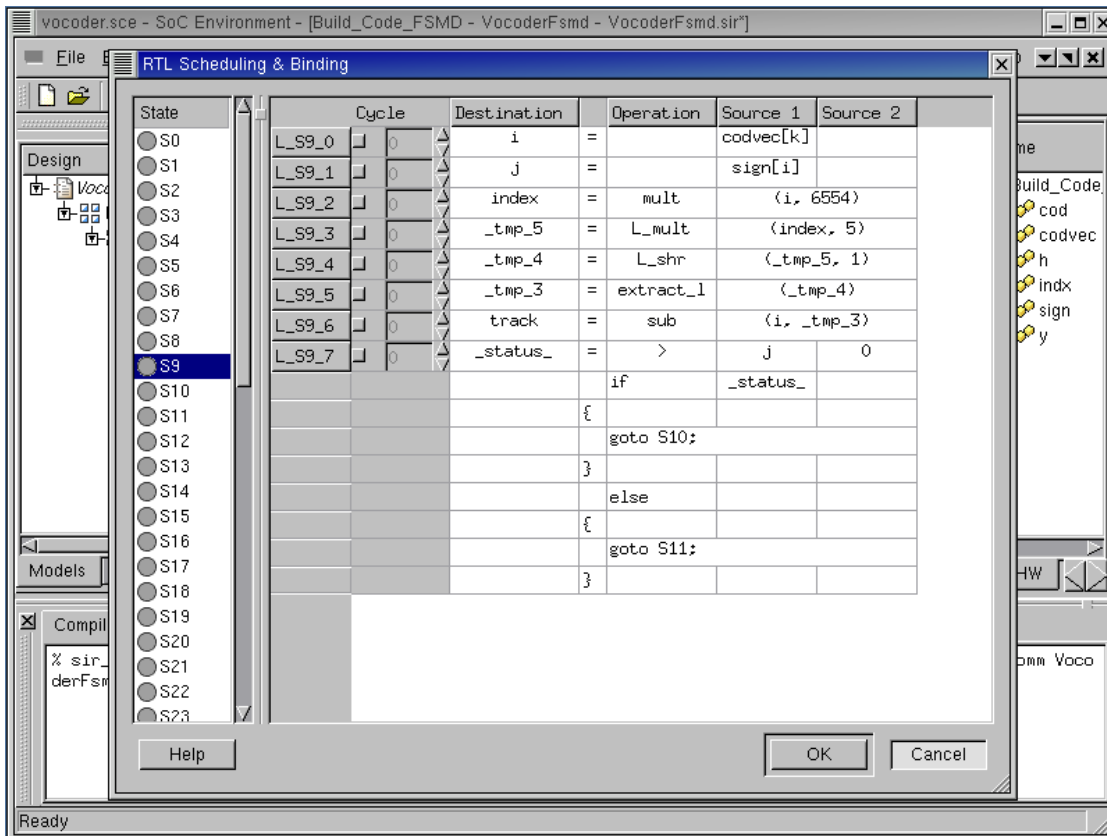 vocoder.sce - SoC Environment - [Build_Code_FSMD - VocoderFsmd - VocoderFsmd.sir*]
File
RTL Scheduling & Binding
Design
State
Cycle Destination Operation Source 1 Source 2
S0
S1
S2
S3
S4
S5
S6
S7
S8
S9
S10
S11
S12
S13
S14
S15
S16
S17
S18
S19
S20
S21
S22
S23
L_S9_0 0 i = codvec[k]
L_S9_1 0 j = sign[i]
L_S9_2 0 index = mult (i, 6554)
L_S9_3 0 _tmp_5 = L_mult (index, 5)
L_S9_4 0 _tmp_4 = L_shr (_tmp_5, 1)
L_S9_5 0 _tmp_3 = extract_l (_tmp_4)
L_S9_6 0 track = sub (i, _tmp_3)
L_S9_7 0 _status_ = > j 0
if _status_
{
goto S10;
}
else
{
goto S11;
}
cod
codvec
h
indx
sign
y
Models
HW
Compil
% sir_
derFsm
omm Voco
Help
OK
Cancel
Ready